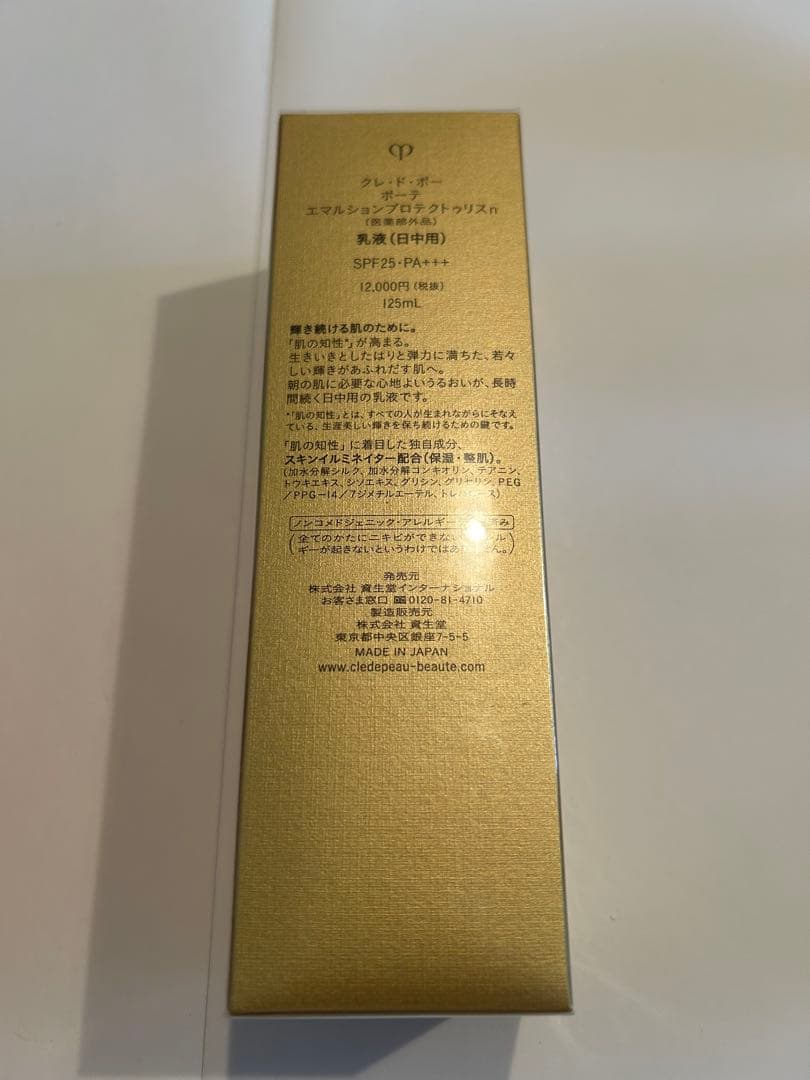 クレ・ド・ポー
ボーテ
エマルションプロテクトゥリスn
(医薬部外品)
乳液(日中用)
SPF25・PA+++
12,000円(税抜)
125mL
輝き続ける肌のために。
「肌の知性*」が高まる。
生きいきとしたはりと弾力に満ちた、若々
しい輝きがあふれだす肌へ。
朝の肌に必要な心地よいうるおいが、長時
間続く日中用の乳液です。
*「肌の知性」とは、すべての人が生まれながらにそなえ
ている、生涯美しい輝きを保ち続けるための鍵です。
「肌の知性」に着目した独自成分、
スキンイルミネイター配合(保湿・整肌)。
(加水分解シルク、加水分解コンキオリン、テアニン、
トウキエキス、シソエキス、グリシン、グリセリン、PEG
/PPG-14/7ジメチルエーテル、トレハロース)
ノンコメドジェニック・アレルギー 済み
(全てのかたにニキビができない ル
ギーが起きないというわけではありません。)
発売元
株式会社 資生堂インターナショナル
お客さま窓口 0120-81-4710
製造販売元
株式会社 資生堂
東京都中央区銀座7-5-5
MADE IN JAPAN
www.cledepeau-beaute.com